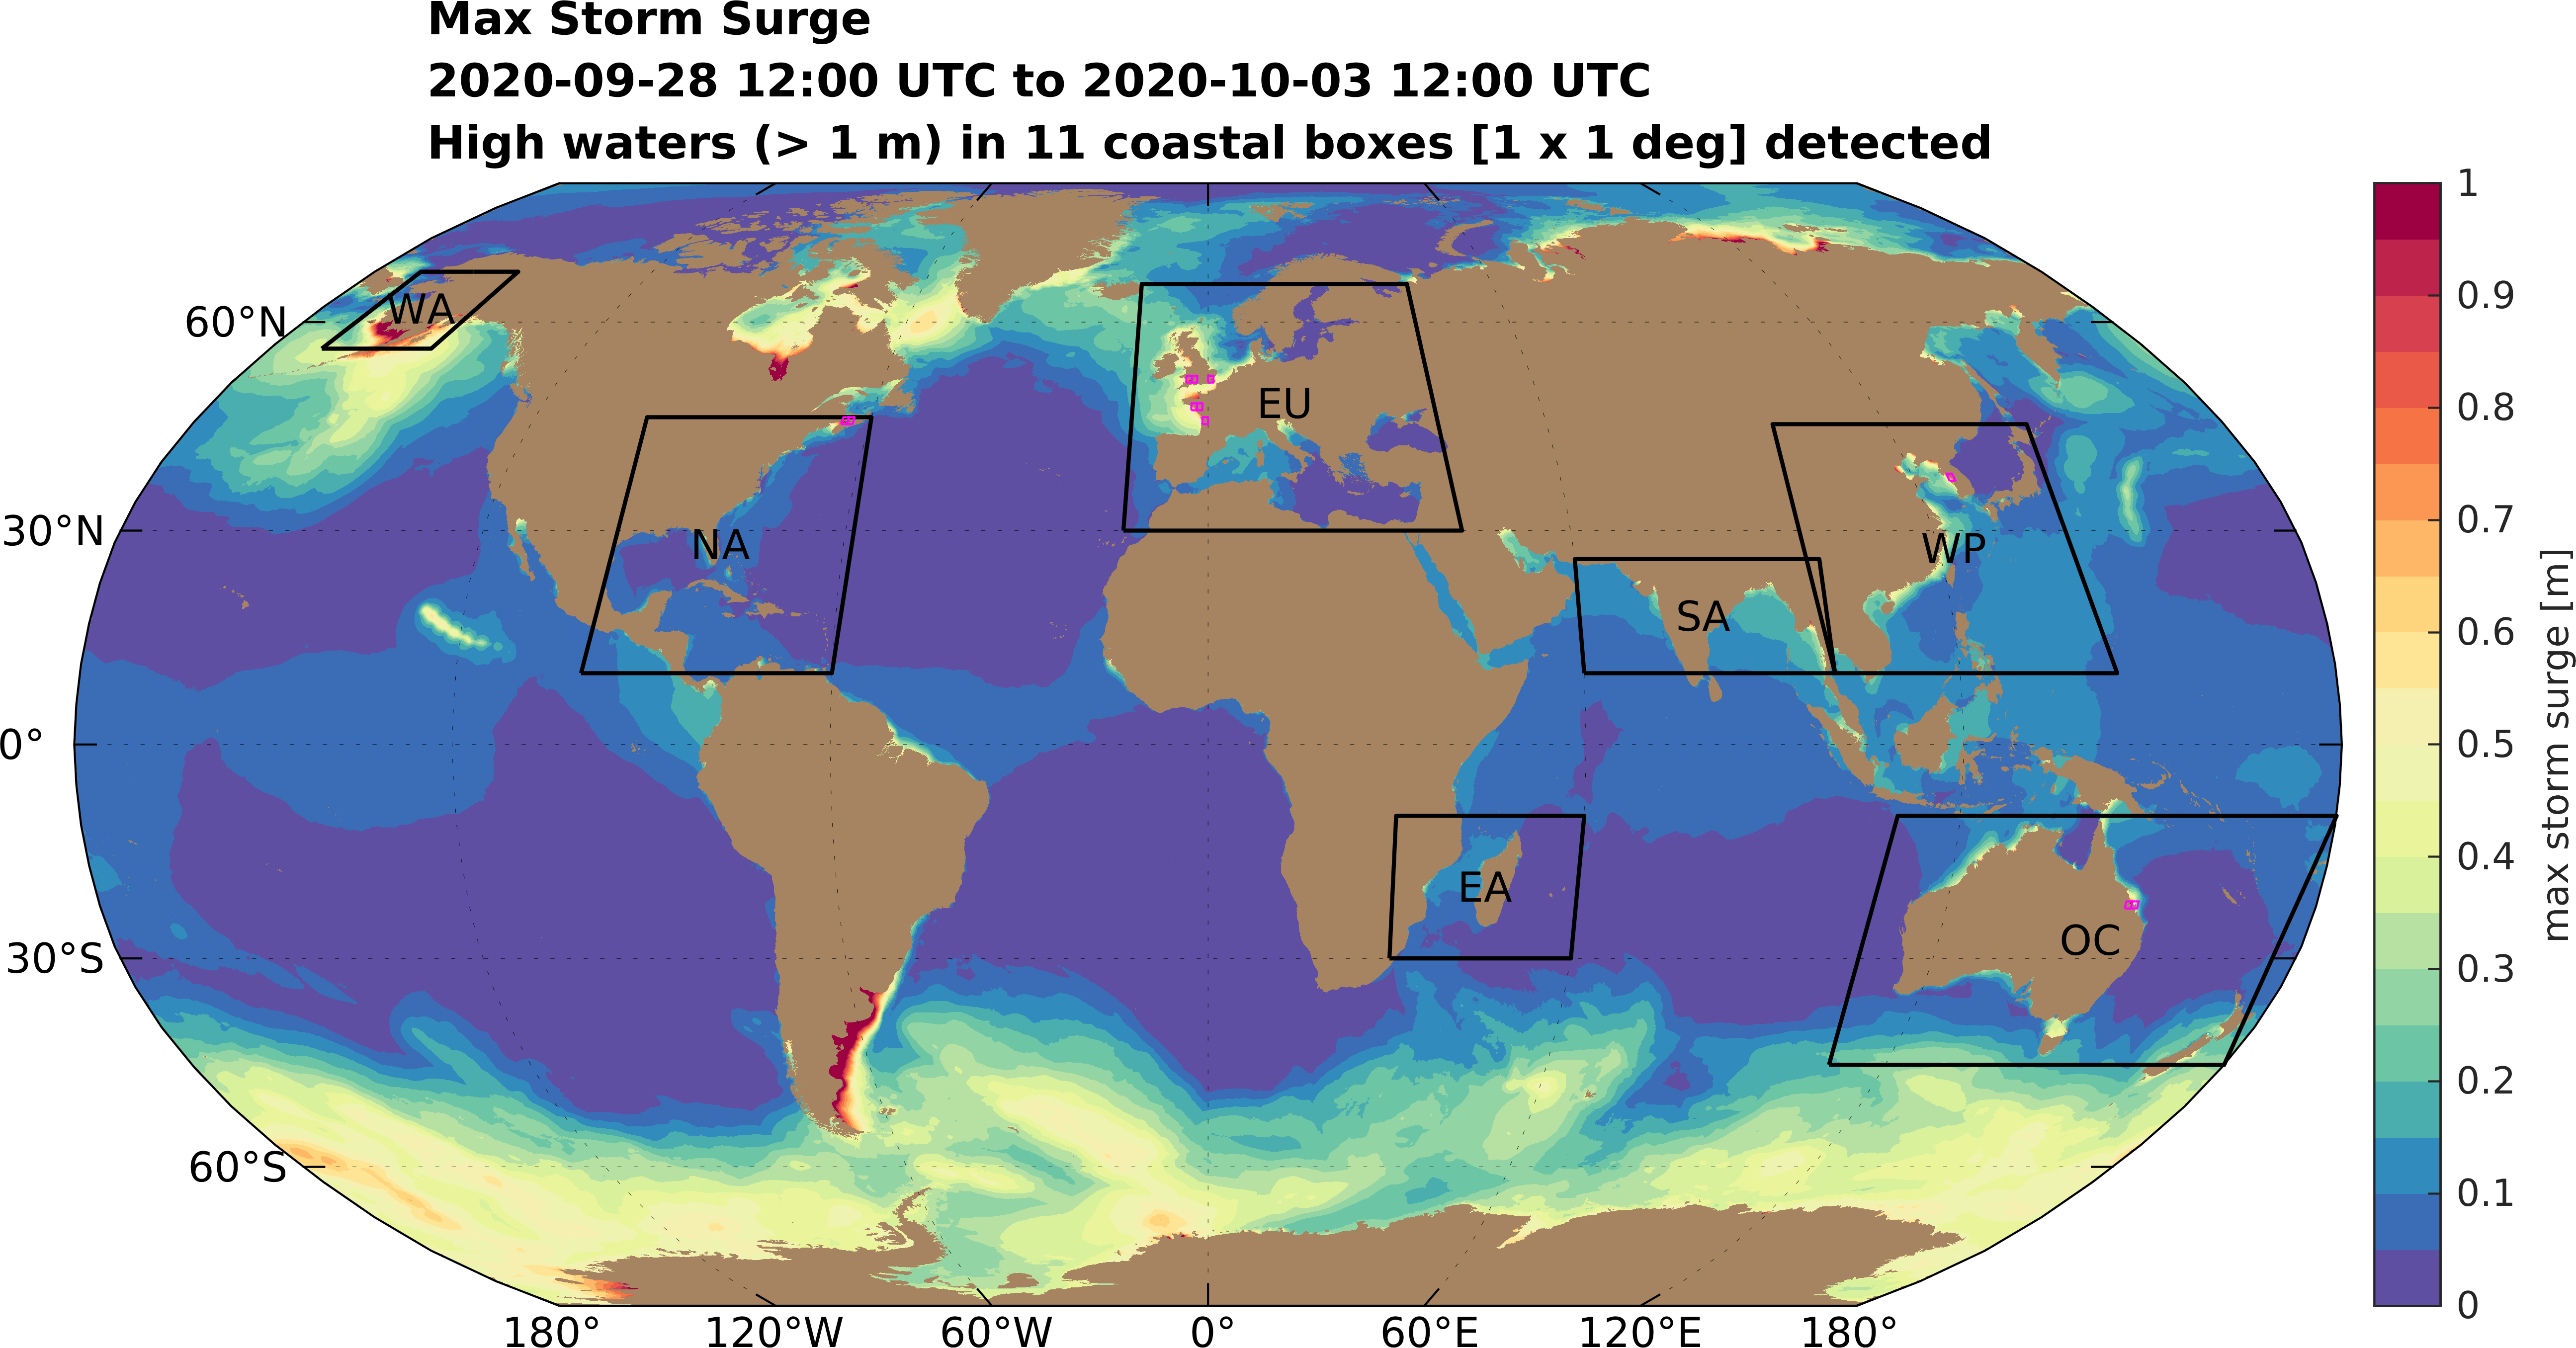 Max Storm Surge
2020-09-28 12:00 UTC to 2020-10-03 12:00 UTC
High waters (> 1 m) in 11 coastal boxes [1 x 1 deg] detected
60°N
30°N
0°
30°S
60°S
WA
NA
EU
SA
WP
EA
OC
180°
120°W
60°W
0°
60°E
120°E
180°
1
0.9
0.8
0.7
0.6
0.5
0.4
0.3
0.2
0.1
0
max storm surge [m]